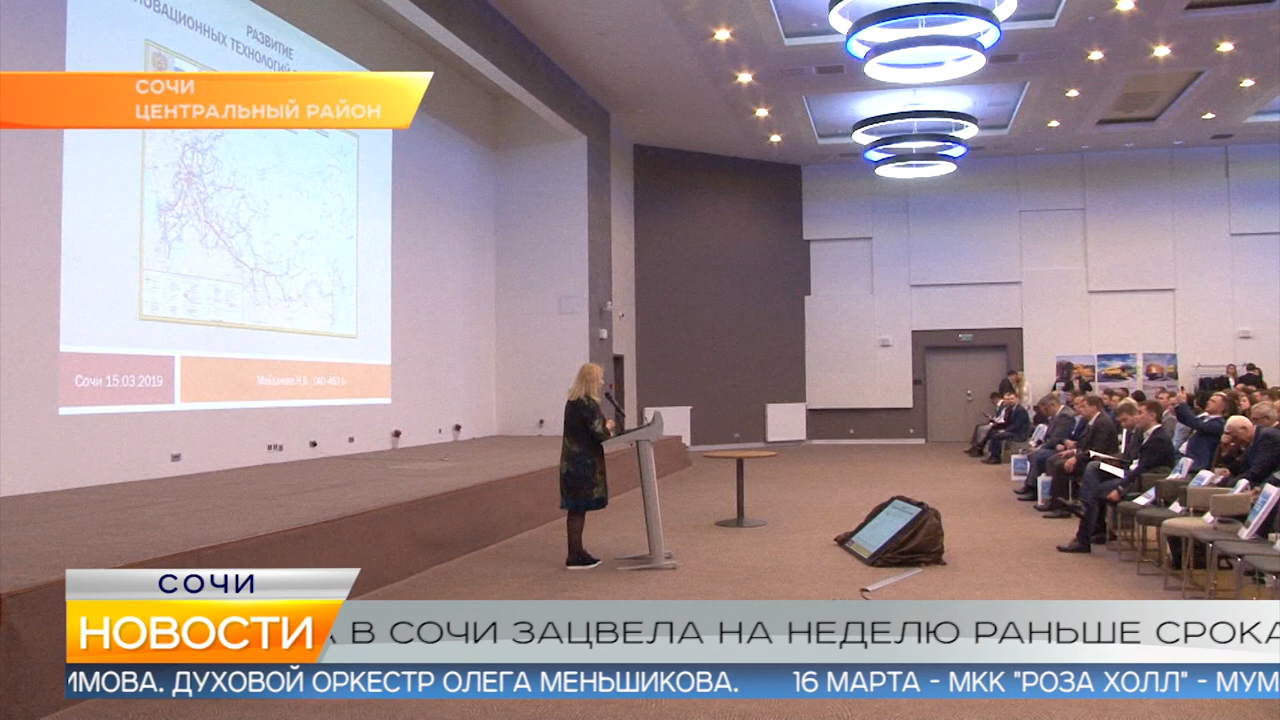 РАЗВИТИЕ
НОВАЦИОННЫХ ТЕХНОЛОГИЙ
СОЧИ
ЦЕНТРАЛЬНЫЙ РАЙОН
Сочи 15.03.2019
СОЧИ
НОВОСТИ
А В СОЧИ ЗАЦВЕЛА НА НЕДЕЛЮ РАНЬШЕ СРОКА
ИМОВА. ДУХОВОЙ ОРКЕСТР ОЛЕГА МЕНЬШИКОВА. 16 МАРТА - МКК "РОЗА ХОЛЛ" - МУМ